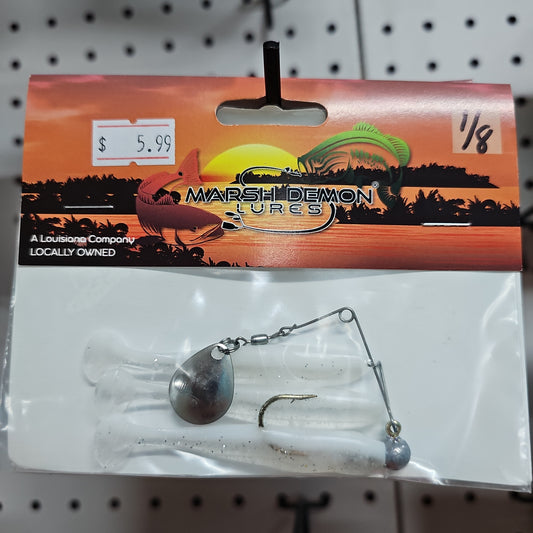 $ 5.99
1/8
MARSH DEMON®
LURES
A Louisiana Company
LOCALLY OWNED